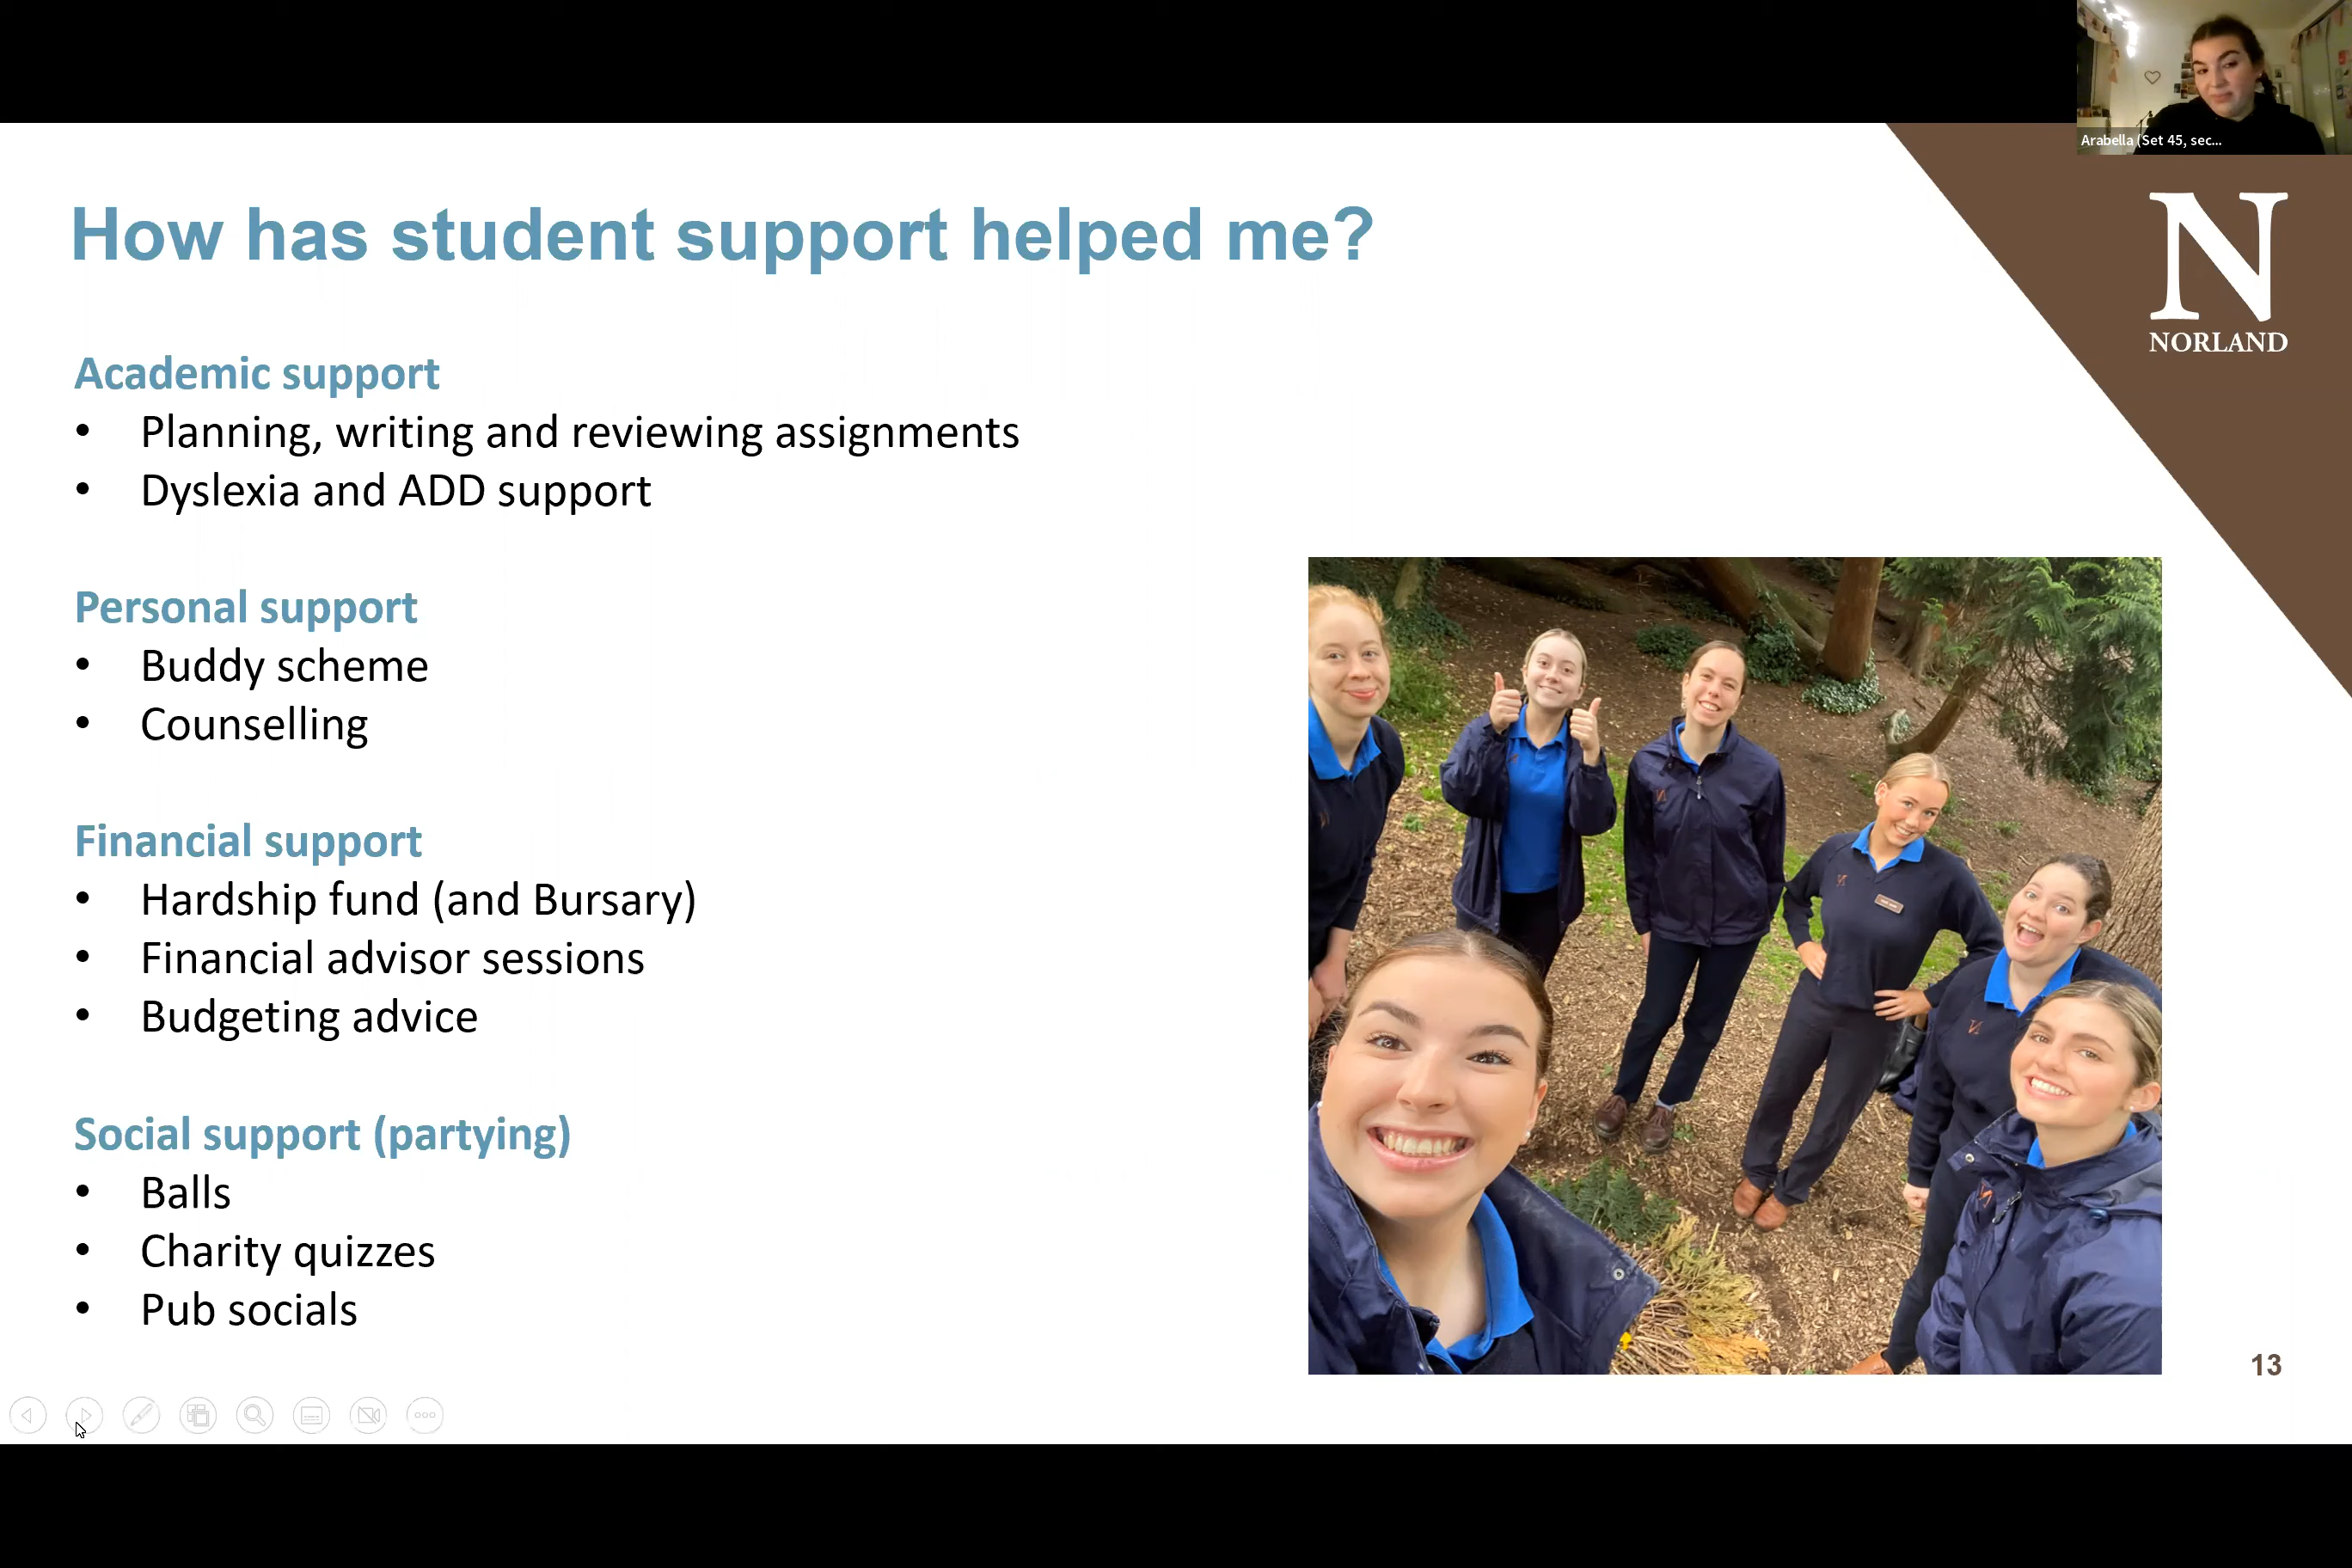 Arabella (Set 45, sec...
How has student support helped me?
N
NORLAND
Academic support
• Planning, writing and reviewing assignments
• Dyslexia and ADD support
Personal support
• Buddy scheme
• Counselling
Financial support
• Hardship fund (and Bursary)
• Financial advisor sessions
• Budgeting advice
Social support (partying)
• Balls
• Charity quizzes
• Pub socials
13